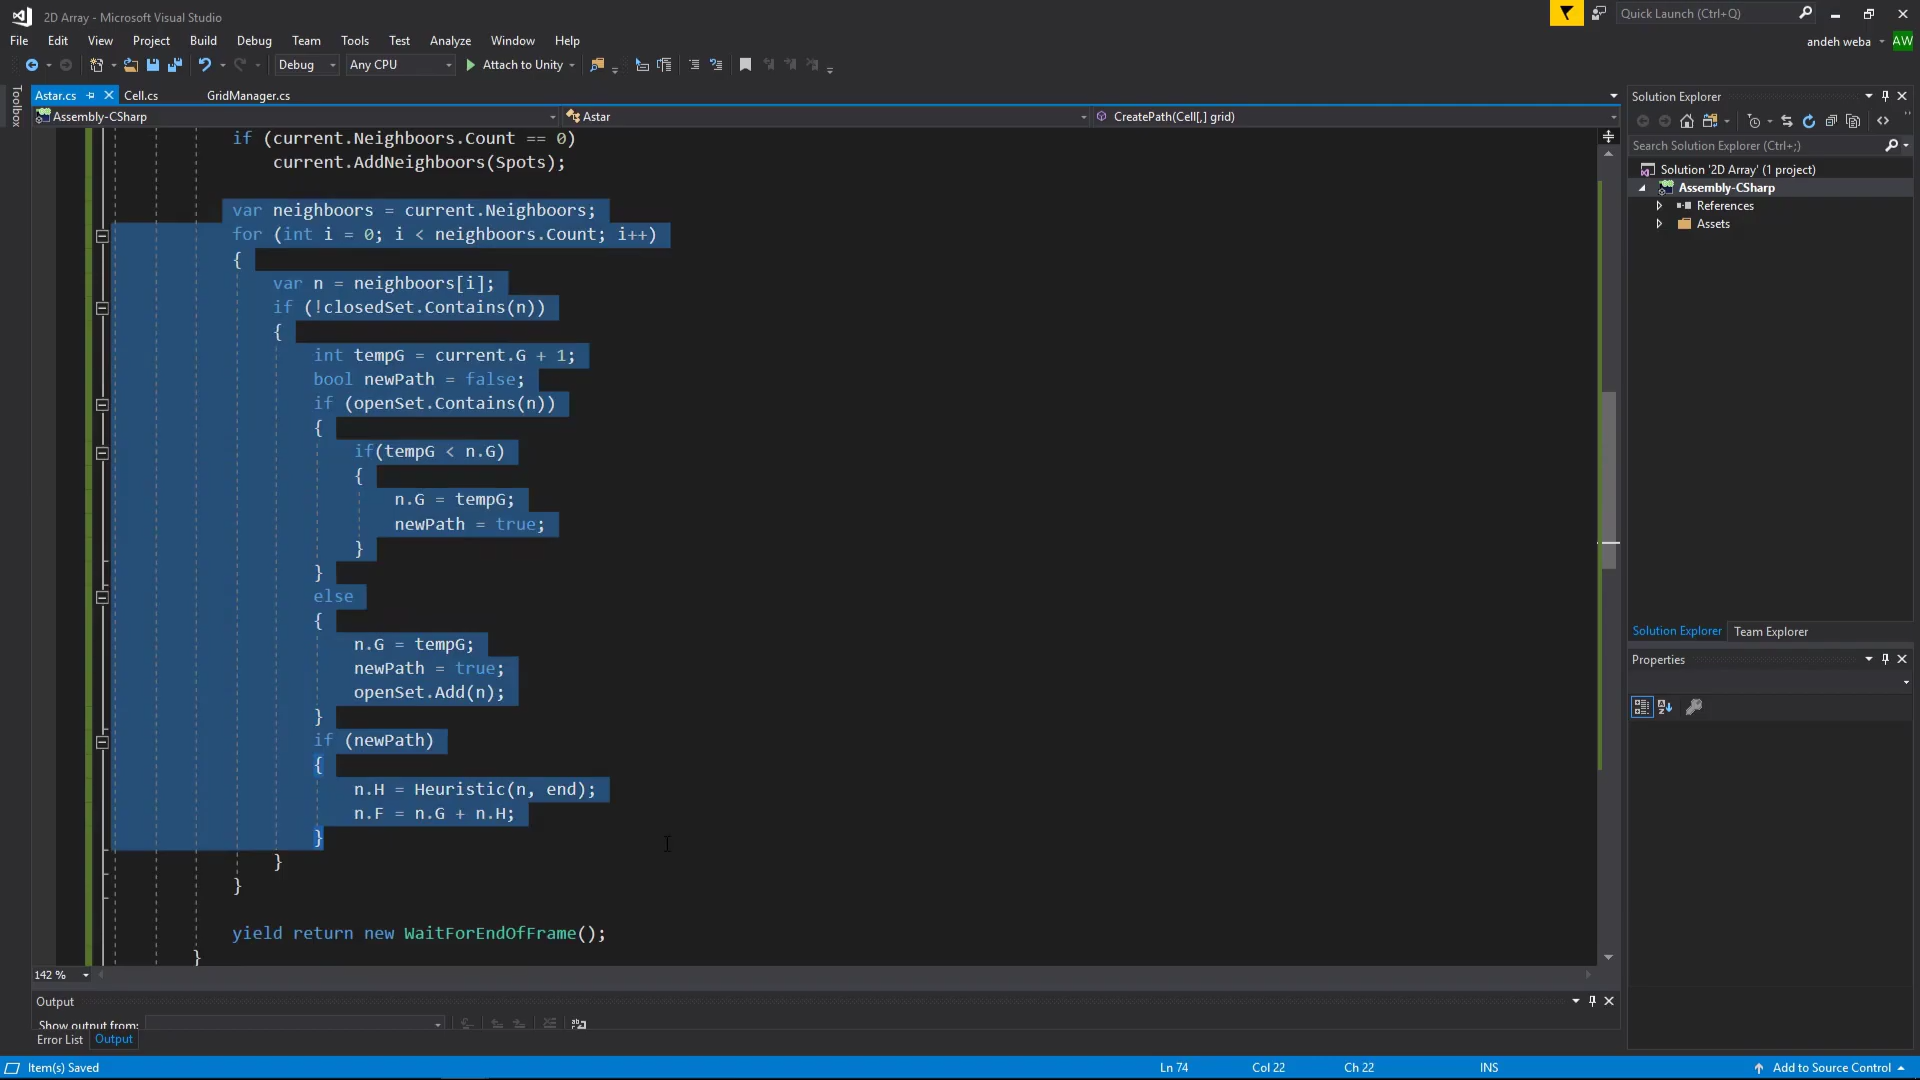 2D Array - Microsoft Visual Studio
Quick Launch (Ctrl+Q)
File Edit View Project Build Debug Team Tools Test Analyze Window Help
andeh weba AW
Debug Any CPU Attach to Unity
Toolbox
Astar.cs Cell.cs GridManager.cs
Assembly-CSharp Astar CreatePath(Cell[,] grid)
if (current.Neighboors.Count == 0)
current.AddNeighboors(Spots);
var neighboors = current.Neighboors;
for (int i = 0; i < neighboors.Count; i++)
{
var n = neighboors[i];
if (!closedSet.Contains(n))
{
int tempG = current.G + 1;
bool newPath = false;
if (openSet.Contains(n))
{
if(tempG < n.G)
{
n.G = tempG;
newPath = true;
}
}
else
{
n.G = tempG;
newPath = true;
openSet.Add(n);
}
if (newPath)
{
n.H = Heuristic(n, end);
n.F = n.G + n.H;
}
}
}
yield return new WaitForEndOfFrame();
}
142 %
Output
Show output from:
Error List Output
Item(s) Saved
Ln 74 Col 22 Ch 22 INS
Add to Source Control
Solution Explorer
Search Solution Explorer (Ctrl+;)
Solution '2D Array' (1 project)
Assembly-CSharp
References
Assets
Solution Explorer Team Explorer
Properties